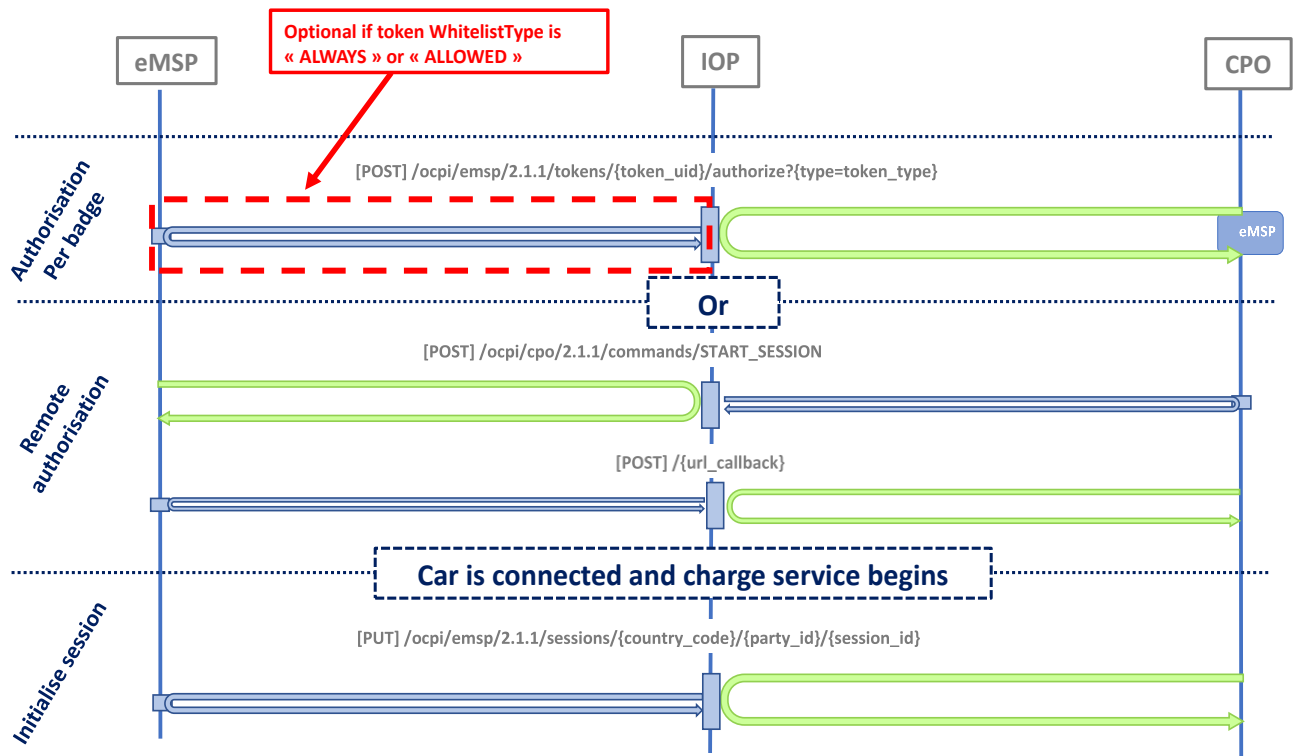 Optional if token WhitelistType is
« ALWAYS » or « ALLOWED »
eMSP
IOP
CPO
Authorisation
Per badge
[POST] /ocpi/emsp/2.1.1/tokens/{token_uid}/authorize?{type=token_type}
eMSP
Or
Remote
authorisation
[POST] /ocpi/cpo/2.1.1/commands/START_SESSION
[POST] /{url_callback}
Car is connected and charge service begins
Initialise session
[PUT] /ocpi/emsp/2.1.1/sessions/{country_code}/{party_id}/{session_id}